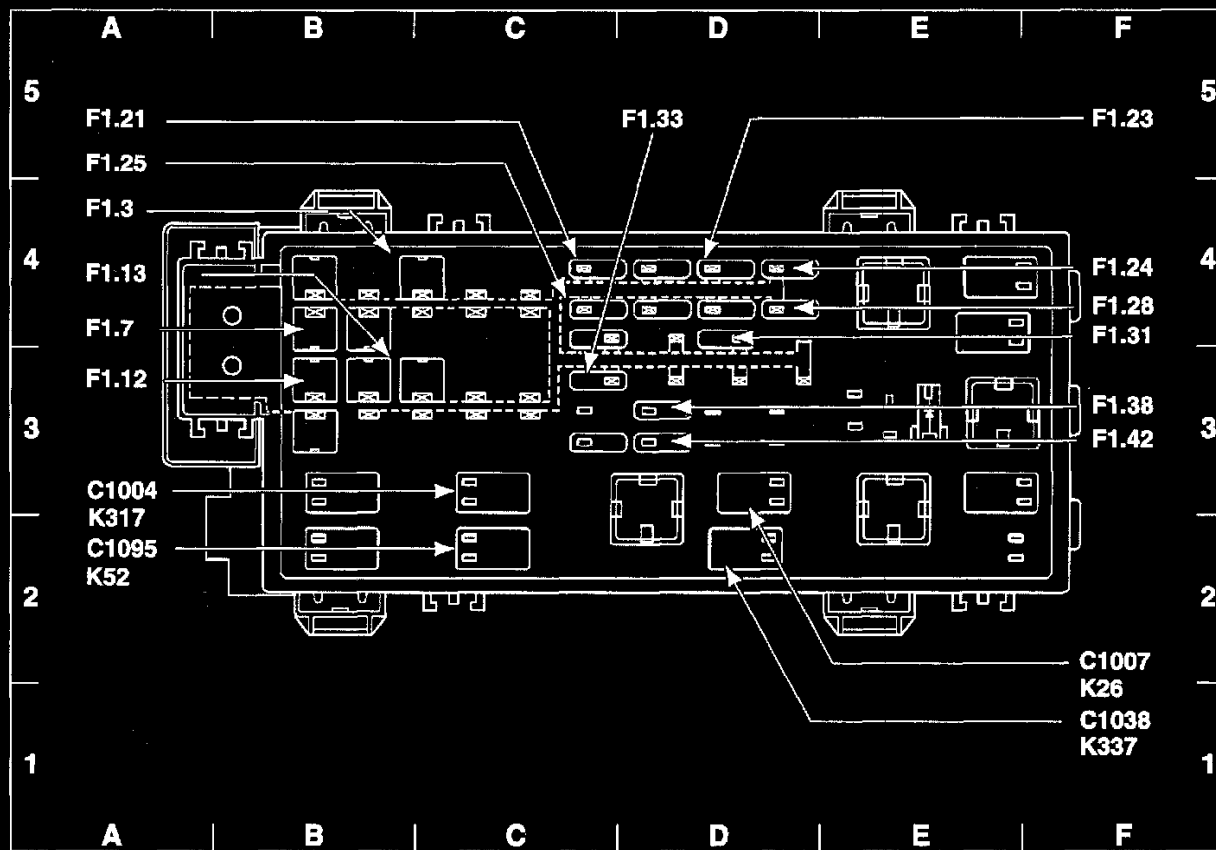 A B C D E F
5 5
F1.21 F1.33 F1.23
F1.25
F1.3
4 4
F1.13 F1.24
F1.28
F1.7 F1.31
F1.12
F1.38
3 3
F1.42
C1004
K317
C1095
K52
2 2
C1007
K26
C1038
K337
1 1
A B C D E F